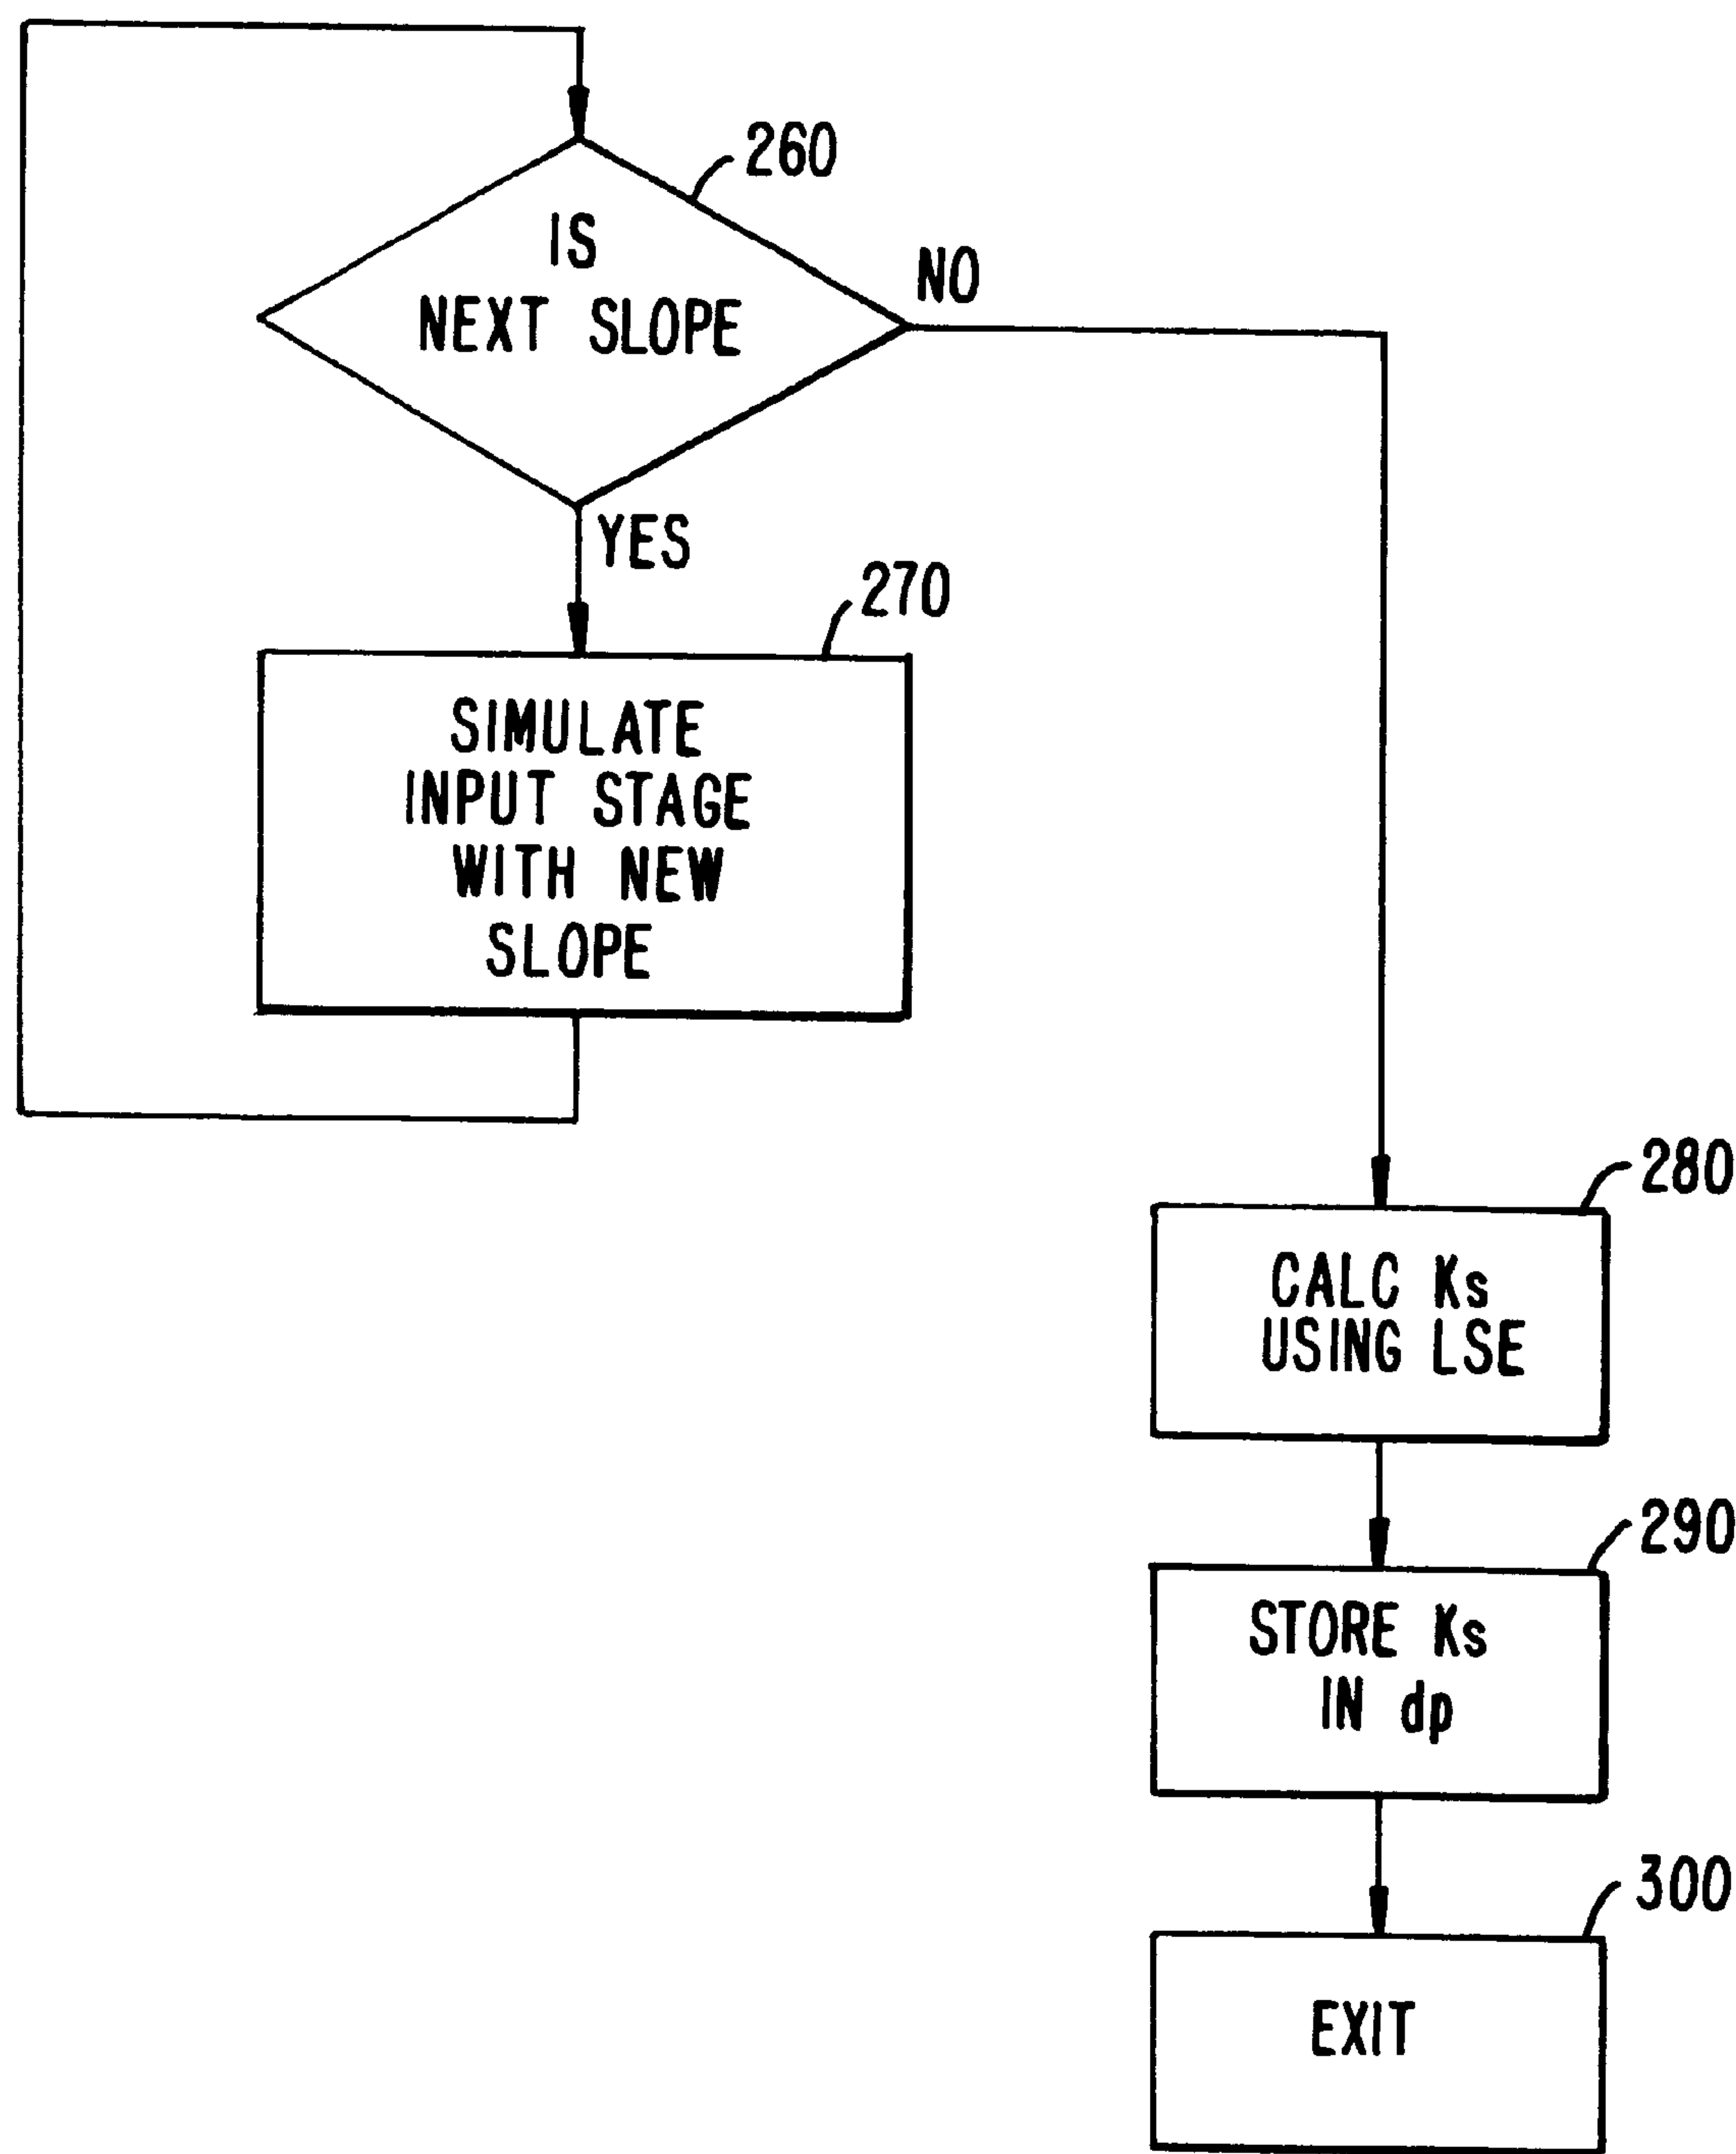 260
IS
NEXT SLOPE
NO
YES
270
SIMULATE
INPUT STAGE
WITH NEW
SLOPE
280
CALC Ks
USING LSE
290
STORE Ks
IN dp
300
EXIT